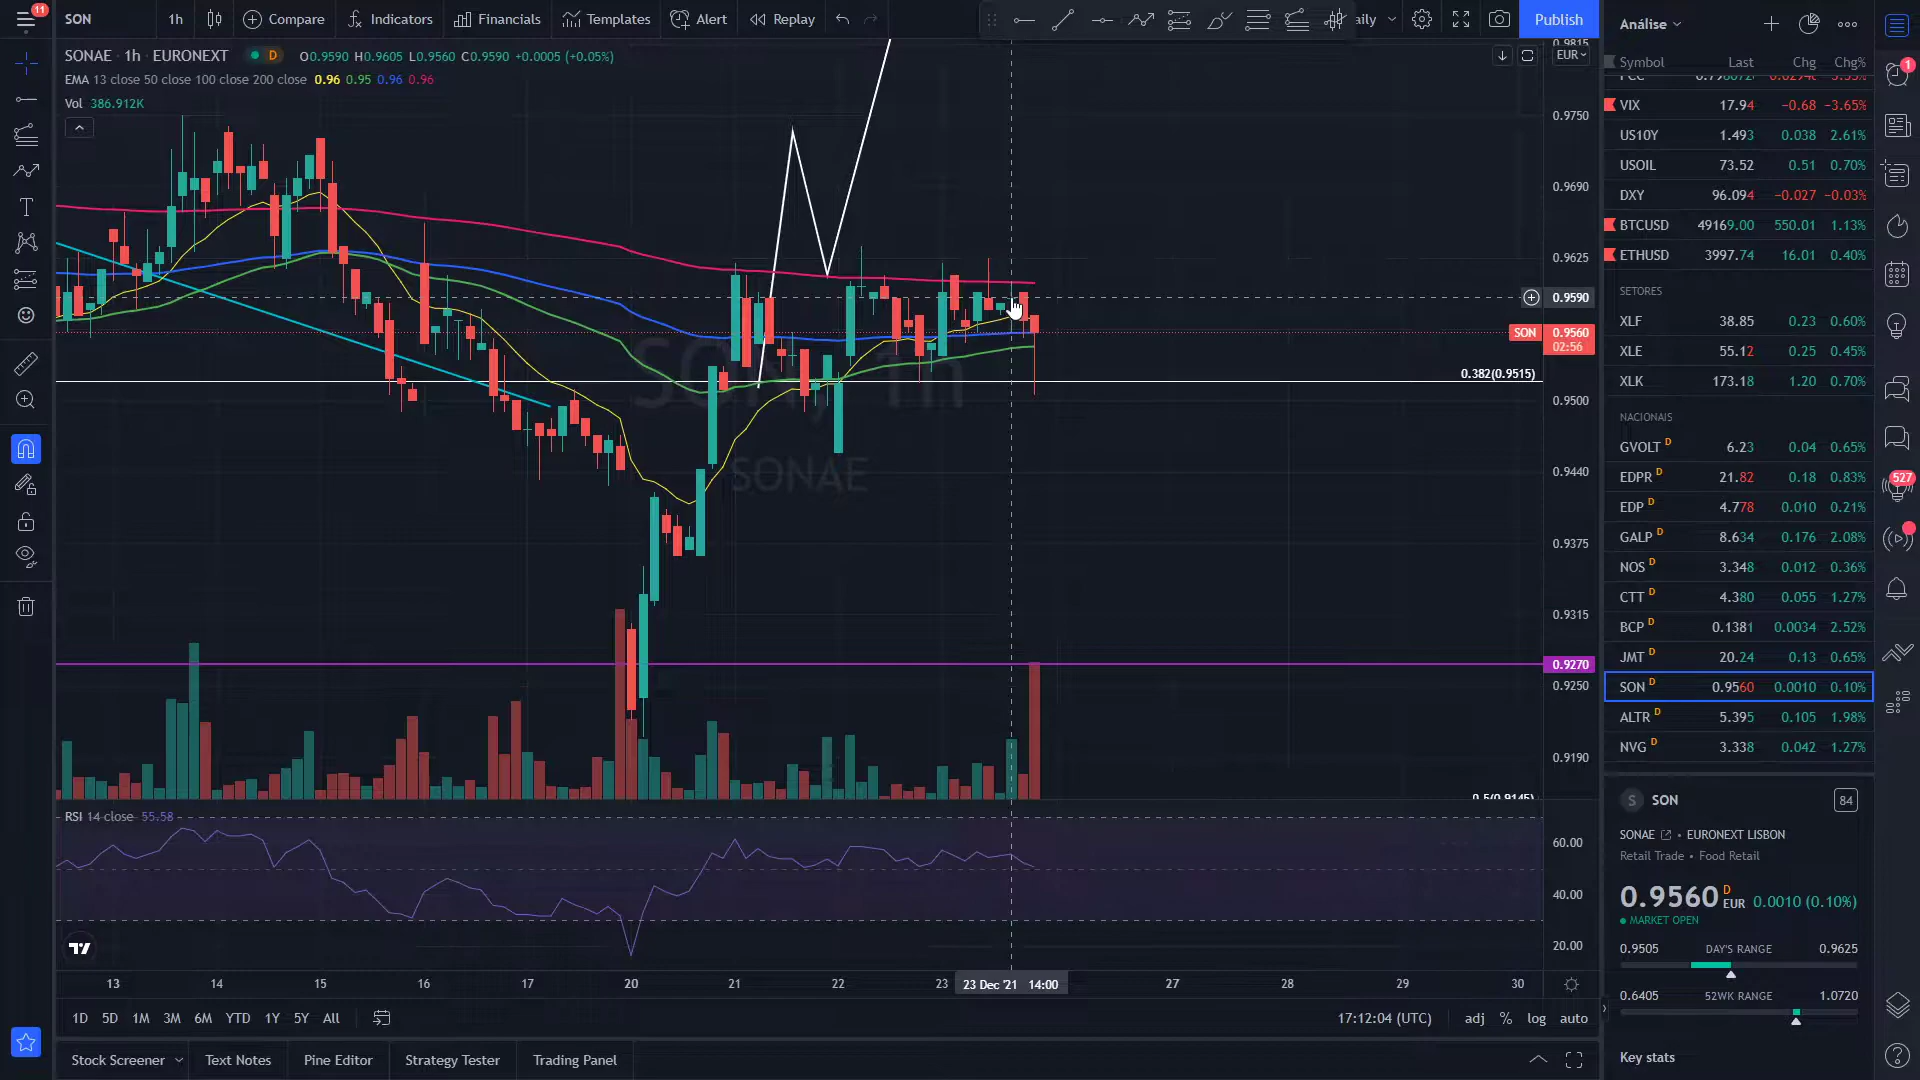 11
SON
1h
Compare
Indicators
Financials
Templates
Alert
Replay
aily
Publish
SONAE · 1h · EURONEXT
D
O0.9590 H0.9605 L0.9560 C0.9590 +0.0005 (+0.05%)
EMA 13 close 50 close 100 close 200 close 0.96 0.95 0.96 0.96
Vol 386.912K
SON, 1h
SONAE
EUR
0.9815
0.9750
0.9690
0.9625
0.9590
SON 0.9560
02:56
0.382(0.9515)
0.9500
0.9440
0.9375
0.9315
0.9270
0.9250
0.9190
0.5(0.9145)
RSI 14 close 55.58
60.00
40.00
20.00
13 14 15 16 17 20 21 22 23 23 Dec '21 14:00 27 28 29 30
1D 5D 1M 3M 6M YTD 1Y 5Y All
17:12:04 (UTC)
adj % log auto
Stock Screener
Text Notes
Pine Editor
Strategy Tester
Trading Panel
Análise
Symbol Last Chg Chg%
VIX 17.94 −0.68 −3.65%
US10Y 1.493 0.038 2.61%
USOIL 73.52 0.51 0.70%
DXY 96.094 −0.027 −0.03%
BTCUSD 49169.00 550.01 1.13%
ETHUSD 3997.74 16.01 0.40%
SETORES
XLF 38.85 0.23 0.60%
XLE 55.12 0.25 0.45%
XLK 173.18 1.20 0.70%
NACIONAIS
GVOLT D 6.23 0.04 0.65%
EDPR D 21.82 0.18 0.83%
EDP D 4.778 0.010 0.21%
GALP D 8.634 0.176 2.08%
NOS D 3.348 0.012 0.36%
CTT D 4.380 0.055 1.27%
BCP D 0.1381 0.0034 2.52%
JMT D 20.24 0.13 0.65%
SON D 0.9560 0.0010 0.10%
ALTR D 5.395 0.105 1.98%
NVG D 3.338 0.042 1.27%
S SON
84
SONAE • EURONEXT LISBON
Retail Trade • Food Retail
0.9560 D EUR 0.0010 (0.10%)
MARKET OPEN
0.9505 DAY'S RANGE 0.9625
0.6405 52WK RANGE 1.0720
Key stats
1
527